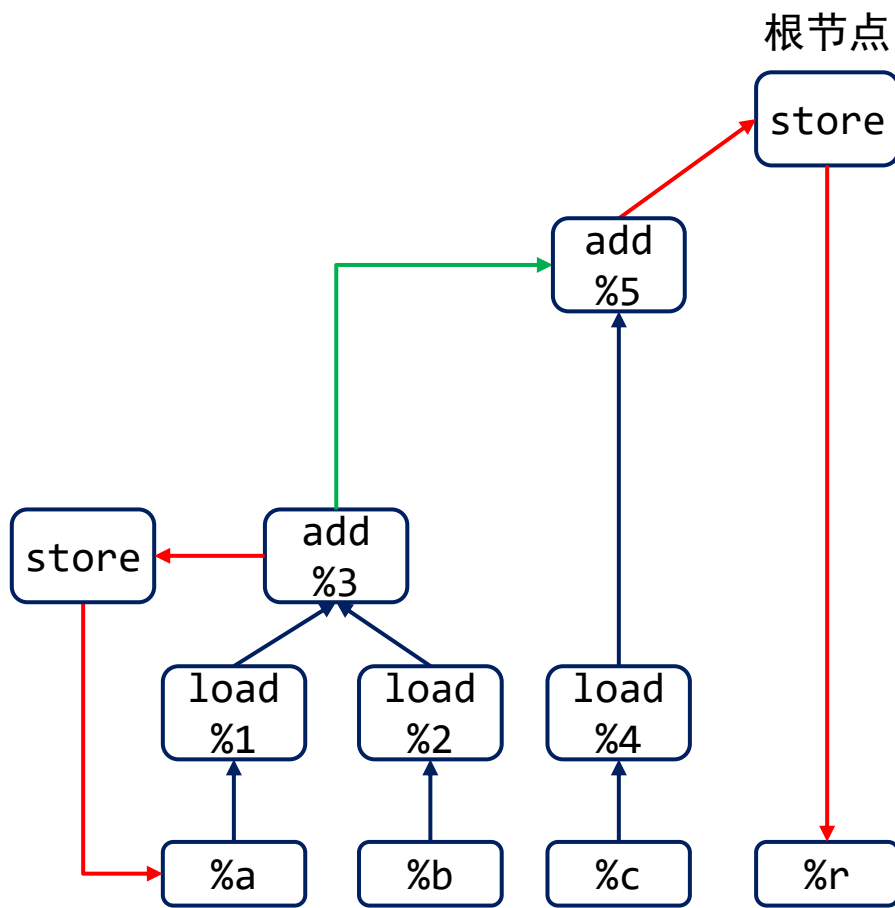 根节点
store
add
%5
store
add
%3
load
%1
load
%2
load
%4
%a
%b
%c
%r